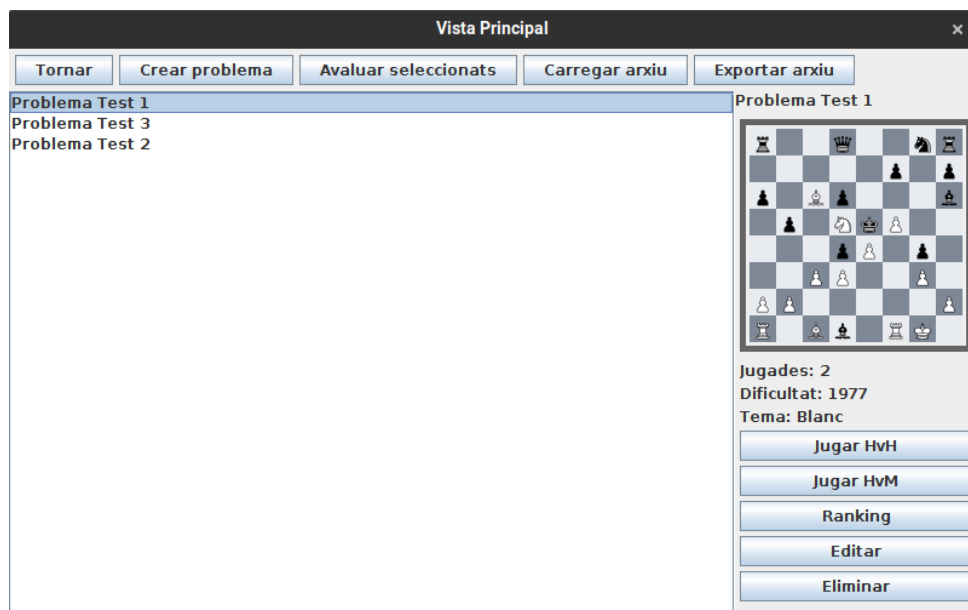 Vista Principal
Tornar Crear problema Avaluar seleccionats Carregar arxiu Exportar arxiu
Problema Test 1
Problema Test 3
Problema Test 2
Problema Test 1
Jugades: 2
Dificultat: 1977
Tema: Blanc
Jugar HvH
Jugar HvM
Ranking
Editar
Eliminar